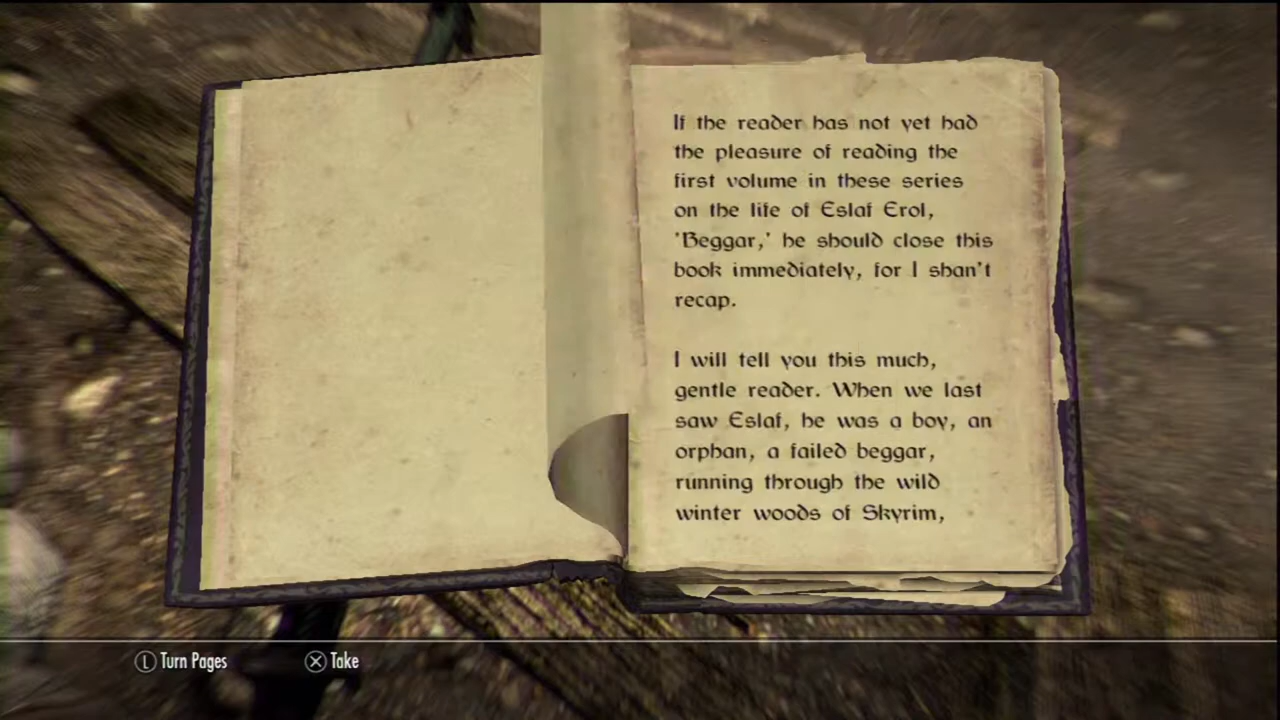 If the reader has not yet had
the pleasure of reading the
first volume in these series
on the life of Eslaf Erol,
'Beggar,' he should close this
book immediately, for I shan't
recap.
I will tell you this much,
gentle reader. When we last
saw Eslaf, he was a boy, an
orphan, a failed beggar,
running through the wild
winter woods of Skyrim,
L Turn Pages
X Take